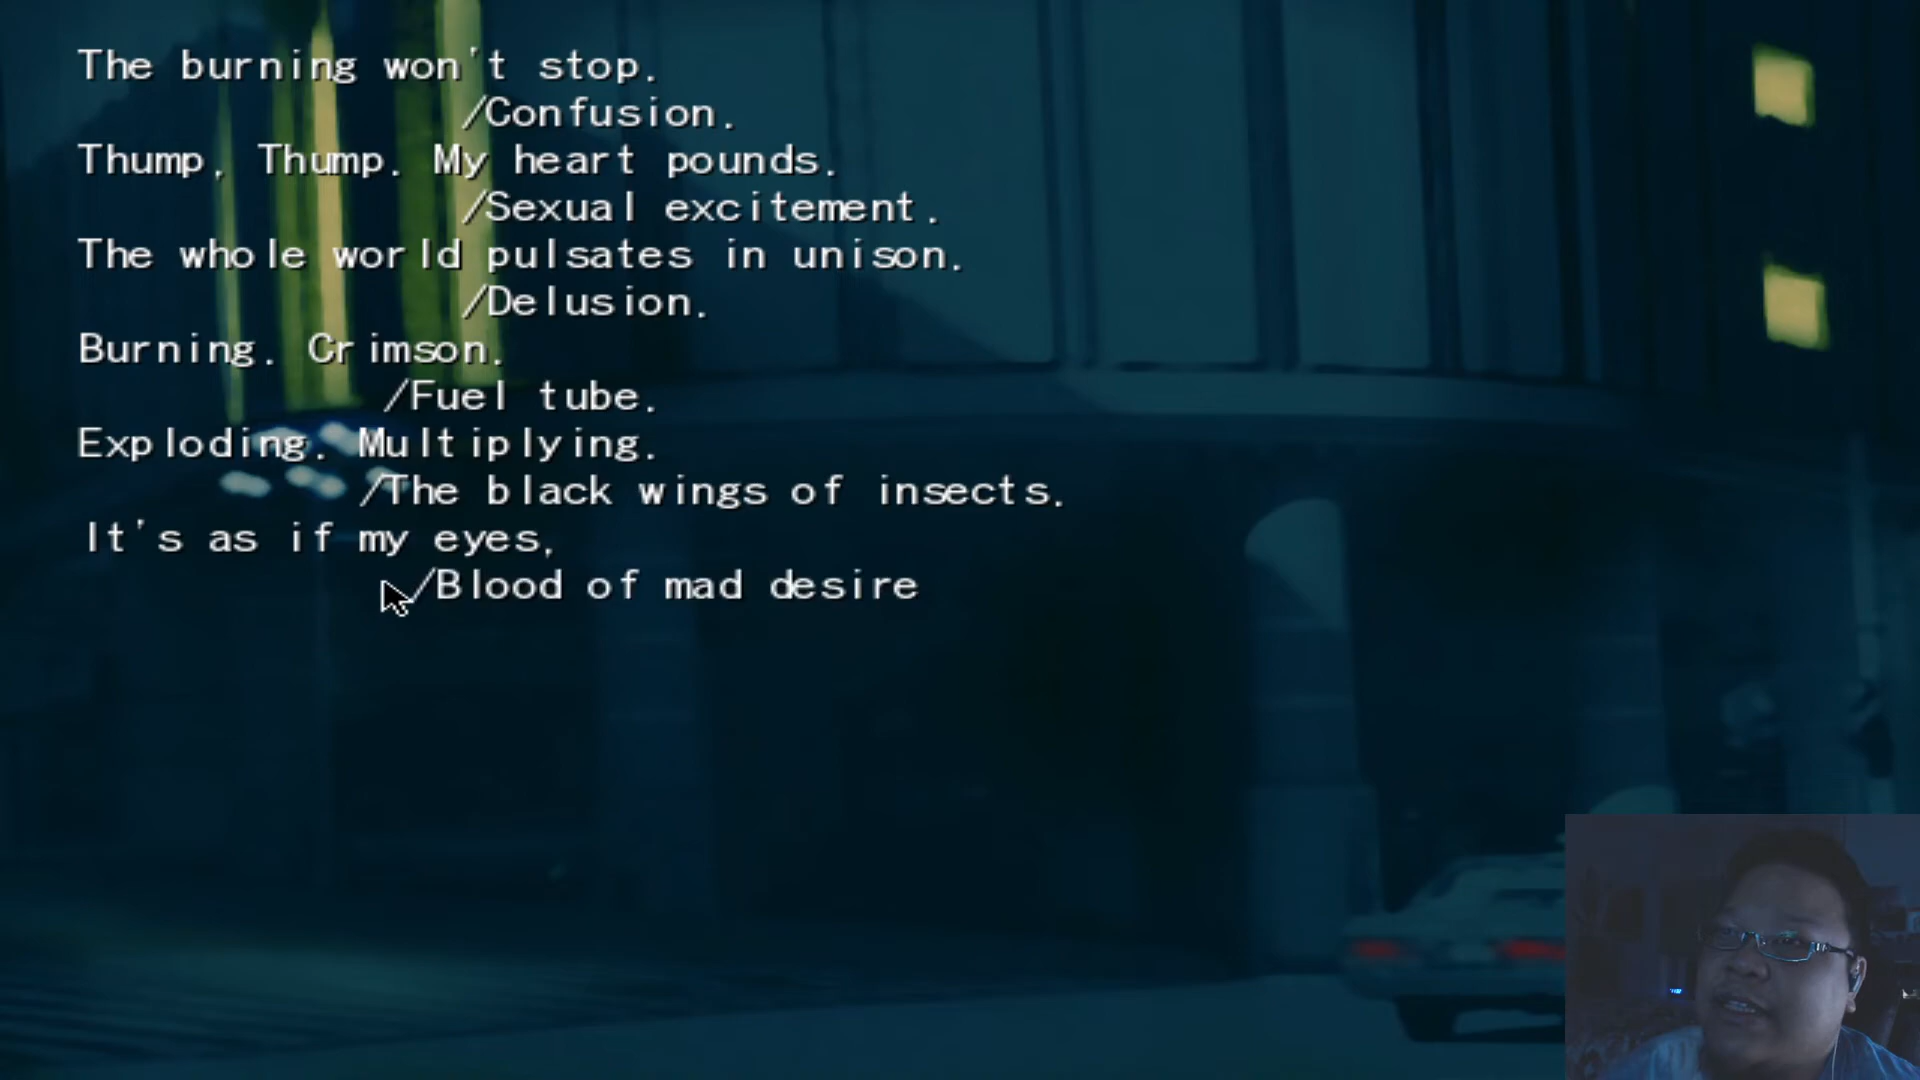 The burning won't stop.
/Confusion.
Thump, Thump. My heart pounds.
/Sexual excitement.
The whole world pulsates in unison.
/Delusion.
Burning. Crimson.
/Fuel tube.
Exploding. Multiplying.
/The black wings of insects.
It's as if my eyes,
/Blood of mad desire